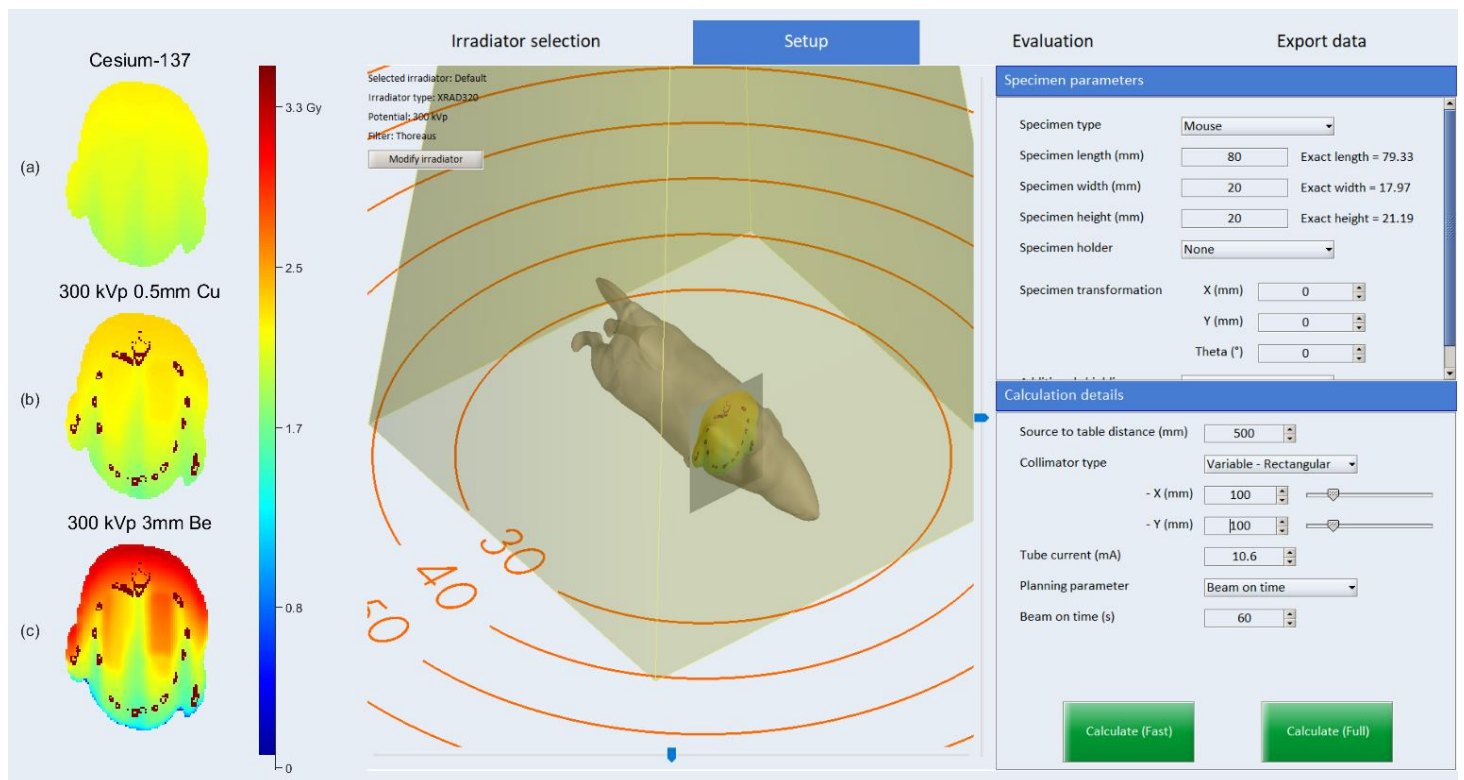 Cesium-137
(a)
300 kVp 0.5mm Cu
(b)
300 kVp 3mm Be
(c)
3.3 Gy
2.5
1.7
0.8
0
Irradiator selection
Setup
Evaluation
Export data
Selected irradiator: Default
Irradiator type: XRAD320
Potential: 300 kVp
Filter: Thoreaus
Modify irradiator
30
40
50
Specimen parameters
Specimen type Mouse
Specimen length (mm) 80 Exact length = 79.33
Specimen width (mm) 20 Exact width = 17.97
Specimen height (mm) 20 Exact height = 21.19
Specimen holder None
Specimen transformation X (mm) 0
Y (mm) 0
Theta (°) 0
Calculation details
Source to table distance (mm) 500
Collimator type Variable - Rectangular
- X (mm) 100
- Y (mm) 100
Tube current (mA) 10.6
Planning parameter Beam on time
Beam on time (s) 60
Calculate (Fast)
Calculate (Full)